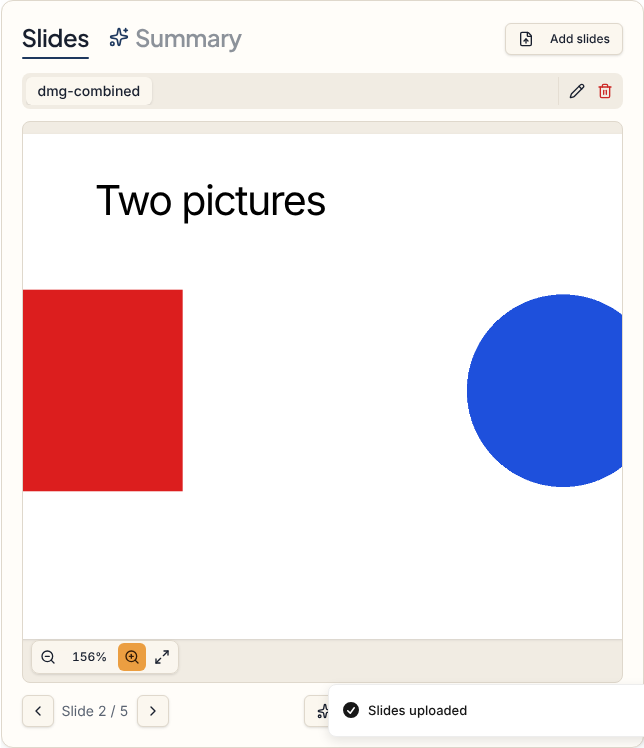 Slides
Summary
Add slides
dmg-combined
Two pictures
156%
Slide 2 / 5
Slides uploaded